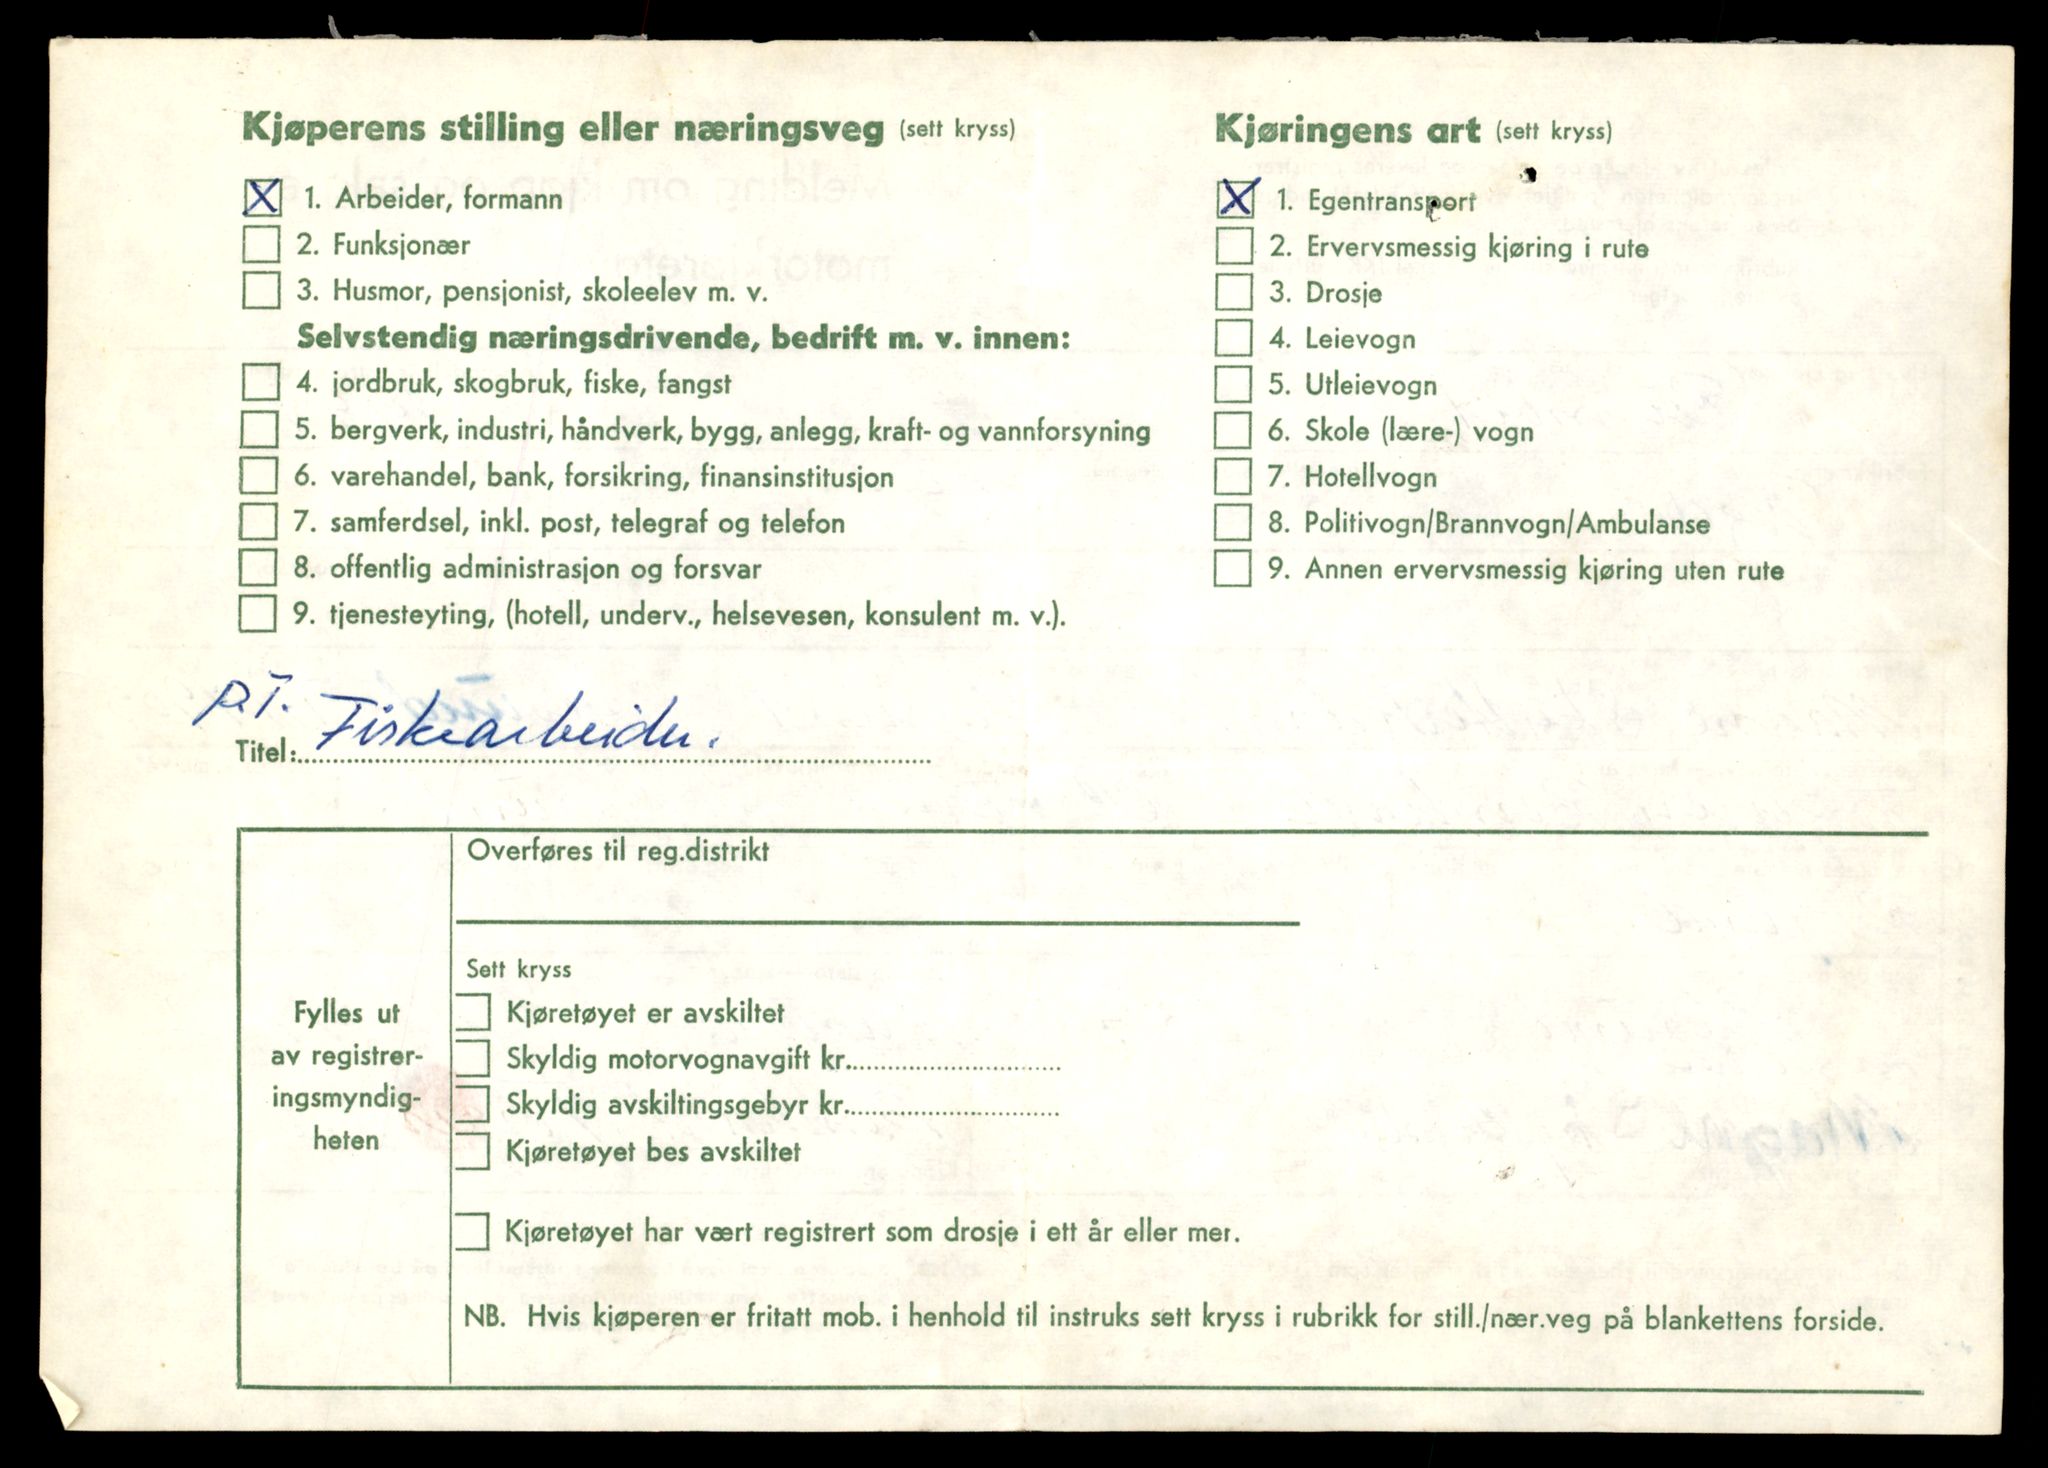 Kjøperens stilling eller næringsveg (sett kryss)
X 1. Arbeider, formann
2. Funksjonær
3. Husmor, pensjonist, skoleelev m. v.
Selvstendig næringsdrivende, bedrift m. v. innen:
4. jordbruk, skogbruk, fiske, fangst
5. bergverk, industri, håndverk, bygg, anlegg, kraft- og vannforsyning
6. varehandel, bank, forsikring, finansinstitusjon
7. samferdsel, inkl. post, telegraf og telefon
8. offentlig administrasjon og forsvar
9. tjenesteyting, (hotell, underv., helsevesen, konsulent m. v.).
Kjøringens art (sett kryss)
X 1. Egentransport
2. Ervervsmessig kjøring i rute
3. Drosje
4. Leievogn
5. Utleievogn
6. Skole (lære-) vogn
7. Hotellvogn
8. Politivogn/Brannvogn/Ambulanse
9. Annen ervervsmessig kjøring uten rute
p.T.
Titel: Fiskearbeider.
Fylles ut
av registrer-
ingsmyndig-
heten
Overføres til reg.distrikt
Sett kryss
Kjøretøyet er avskiltet
Skyldig motorvognavgift kr.
Skyldig avskiltingsgebyr kr.
Kjøretøyet bes avskiltet
Kjøretøyet har vært registrert som drosje i ett år eller mer.
NB. Hvis kjøperen er fritatt mob. i henhold til instruks sett kryss i rubrikk for still./nær.veg på blankettens forside.